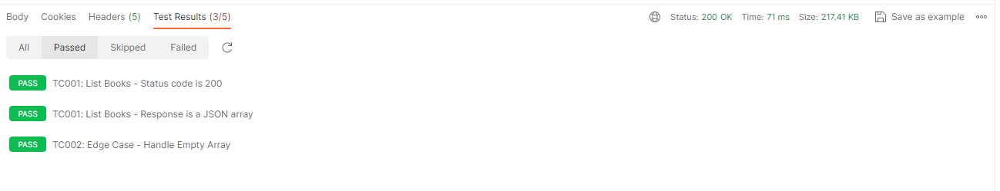 Body Cookies Headers (5) Test Results (3/5) Status: 200 OK Time: 71 ms Size: 217.41 KB Save as example
All Passed Skipped Failed
PASS TC001: List Books - Status code is 200
PASS TC001: List Books - Response is a JSON array
PASS TC002: Edge Case - Handle Empty Array